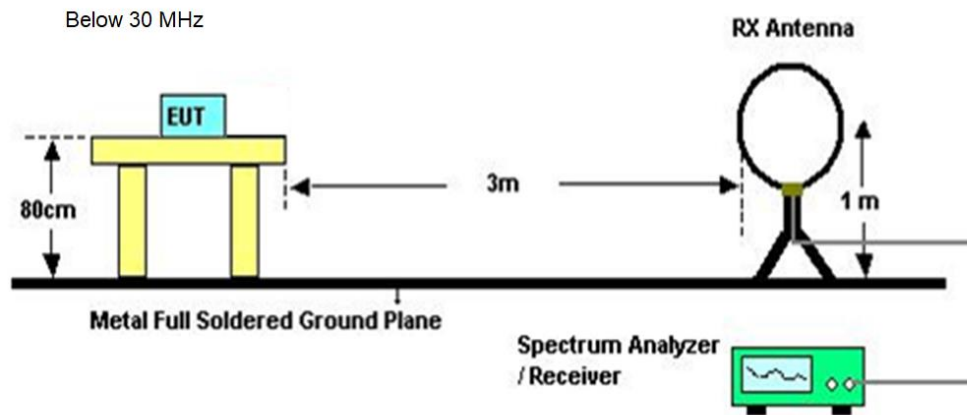 Below 30 MHz
RX Antenna
EUT
80cm
3m
1 m
Metal Full Soldered Ground Plane
Spectrum Analyzer
/ Receiver